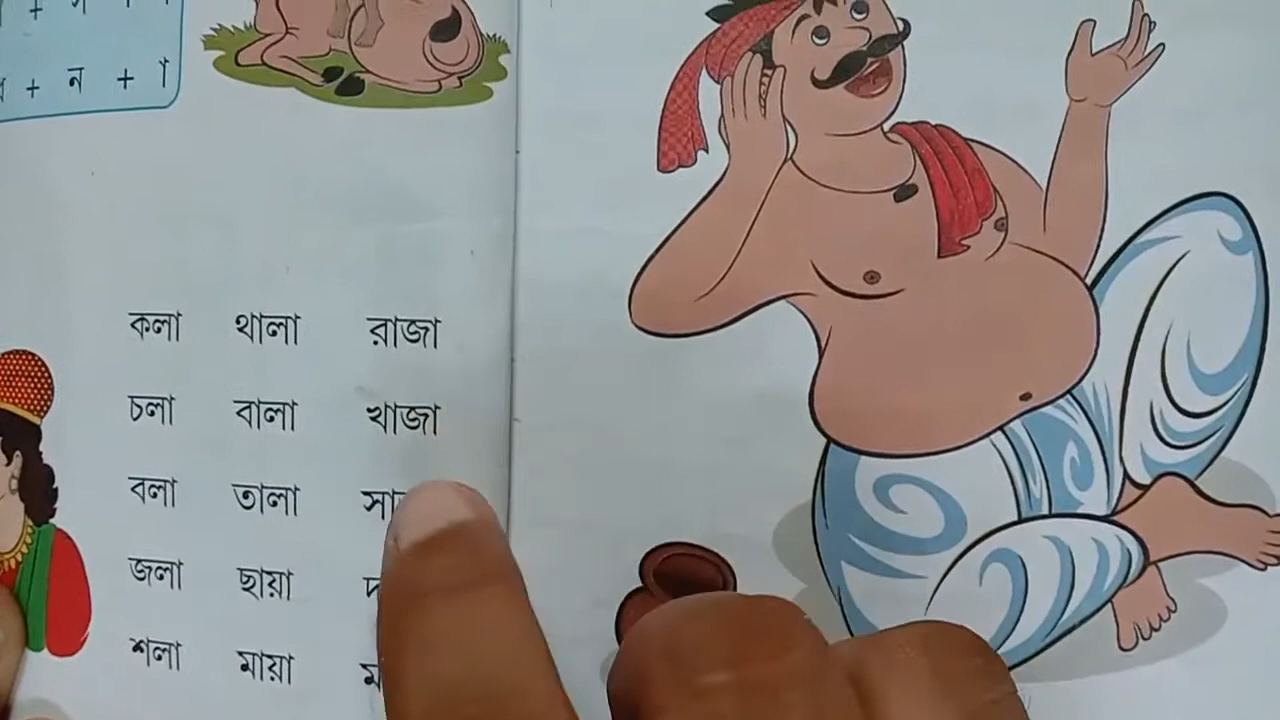 + ন + া
কলা থালা রাজা
চলা বালা খাজা
বলা তালা
জলা ছায়া
শলা মায়া